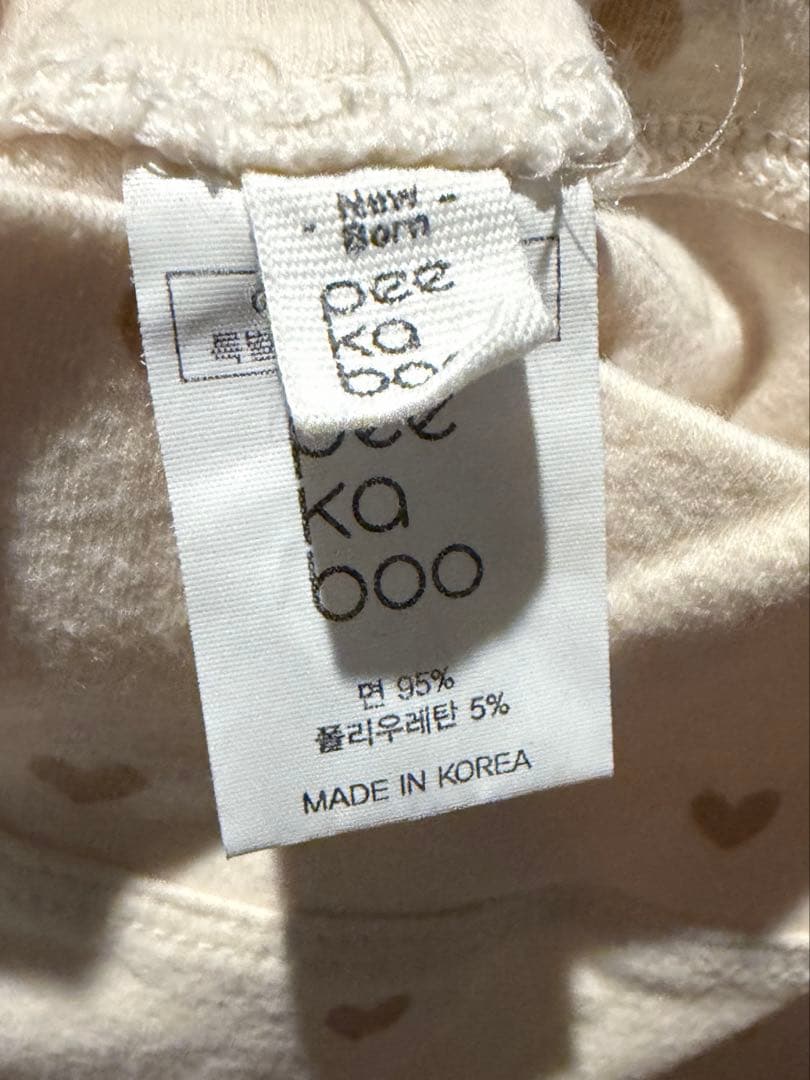 - New -
Born
pee
ka
boo
pee
ka
boo
면 95%
폴리우레탄 5%
MADE IN KOREA